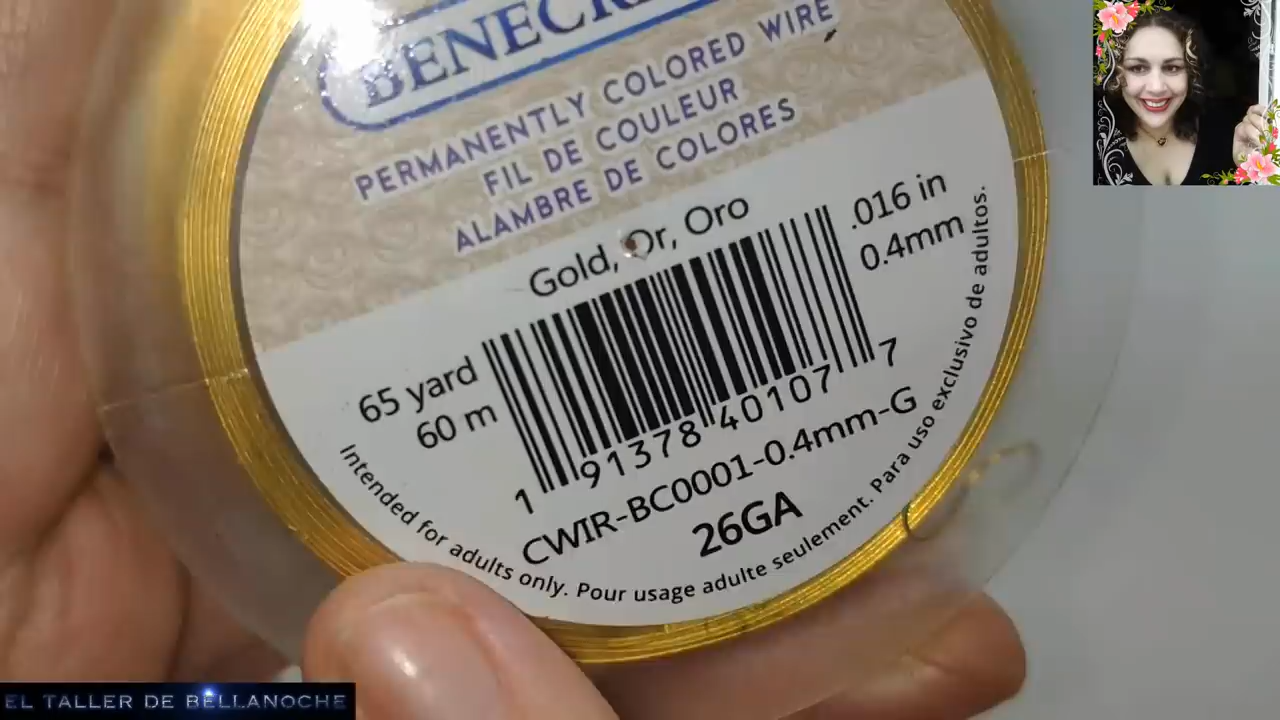 PERMANENTLY COLORED WIRE
FIL DE COULEUR
ALAMBRE DE COLORES
Gold, Or, Oro
.016 in
0.4mm
65 yard
60 m
1 91378 40107 7
CWIR-BC0001-0.4mm-G
26GA
Intended for adults only. Pour usage adulte seulement. Para uso exclusivo de adultos.
EL TALLER DE BELLANOCHE